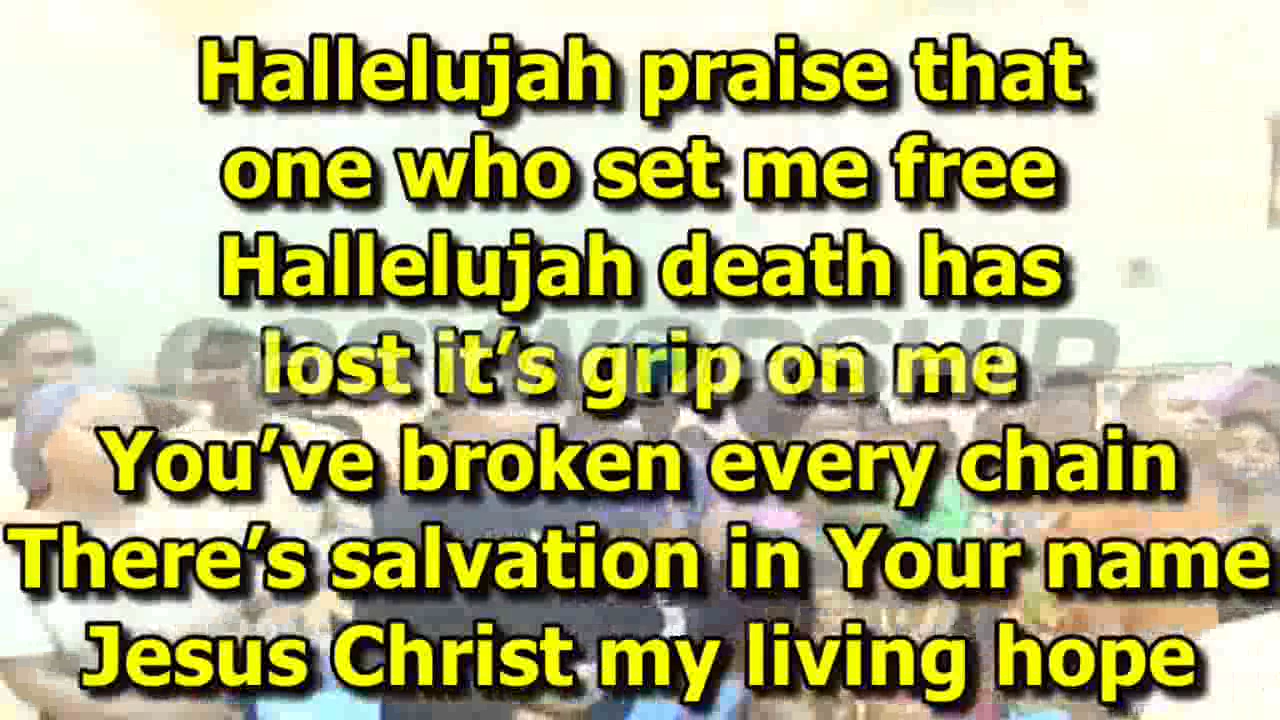 Hallelujah praise that
one who set me free
Hallelujah death has
lost it’s grip on me
You’ve broken every chain
There’s salvation in Your name
Jesus Christ my living hope